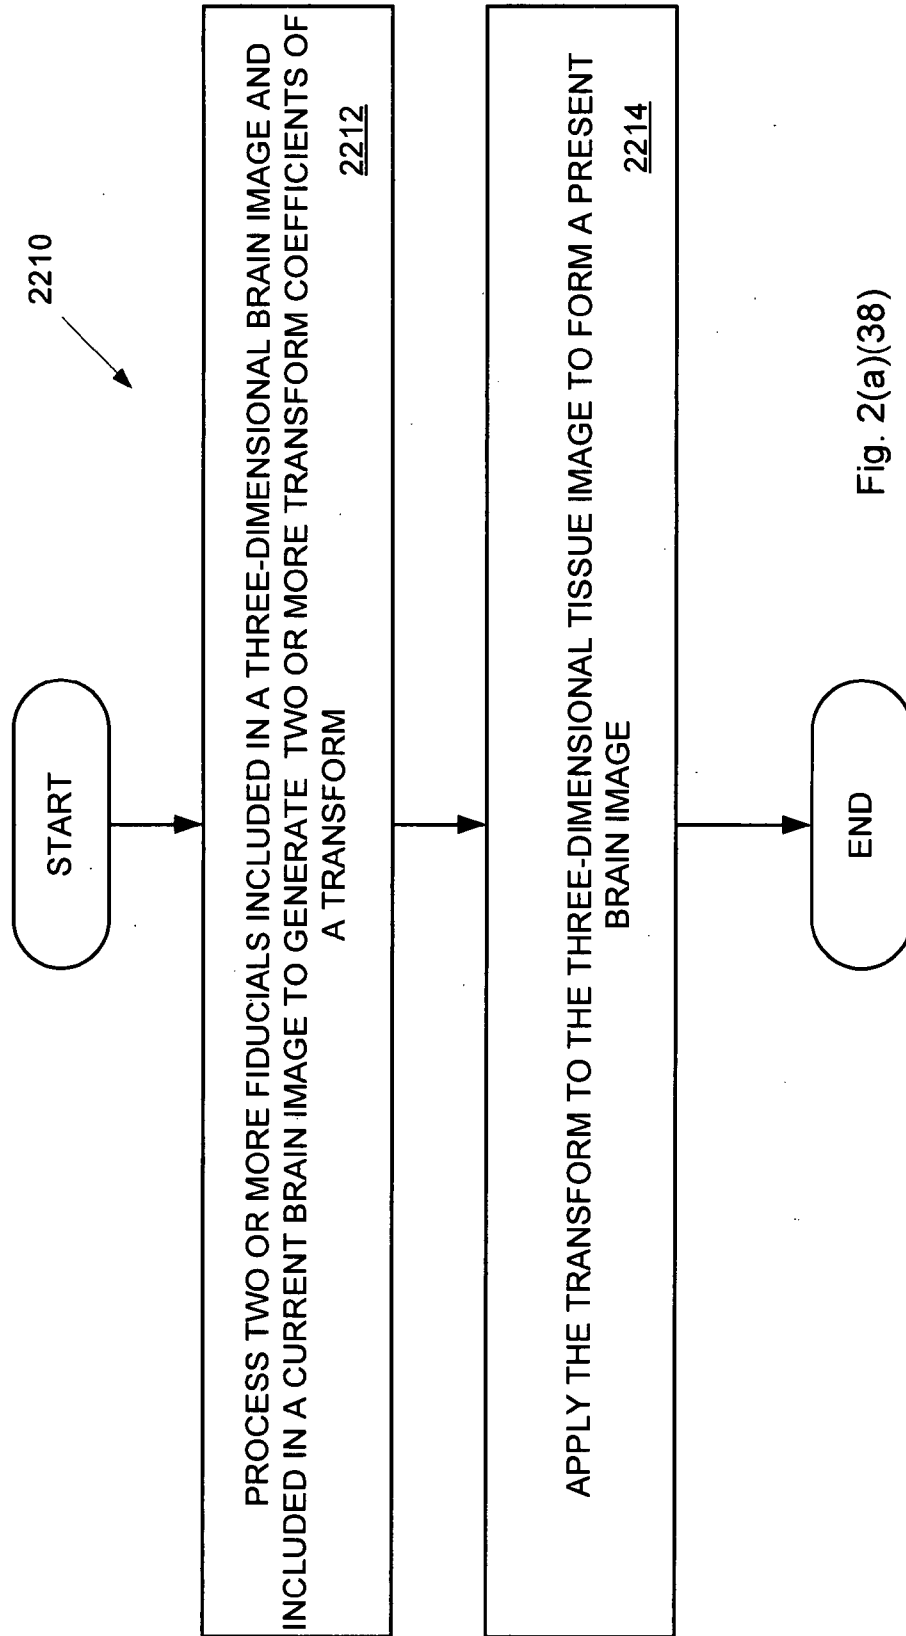 2210
START
PROCESS TWO OR MORE FIDUCIALS INCLUDED IN A THREE-DIMENSIONAL BRAIN IMAGE AND
INCLUDED IN A CURRENT BRAIN IMAGE TO GENERATE TWO OR MORE TRANSFORM COEFFICIENTS OF
A TRANSFORM
2212
APPLY THE TRANSFORM TO THE THREE-DIMENSIONAL TISSUE IMAGE TO FORM A PRESENT
BRAIN IMAGE
2214
END
Fig. 2(a)(38)